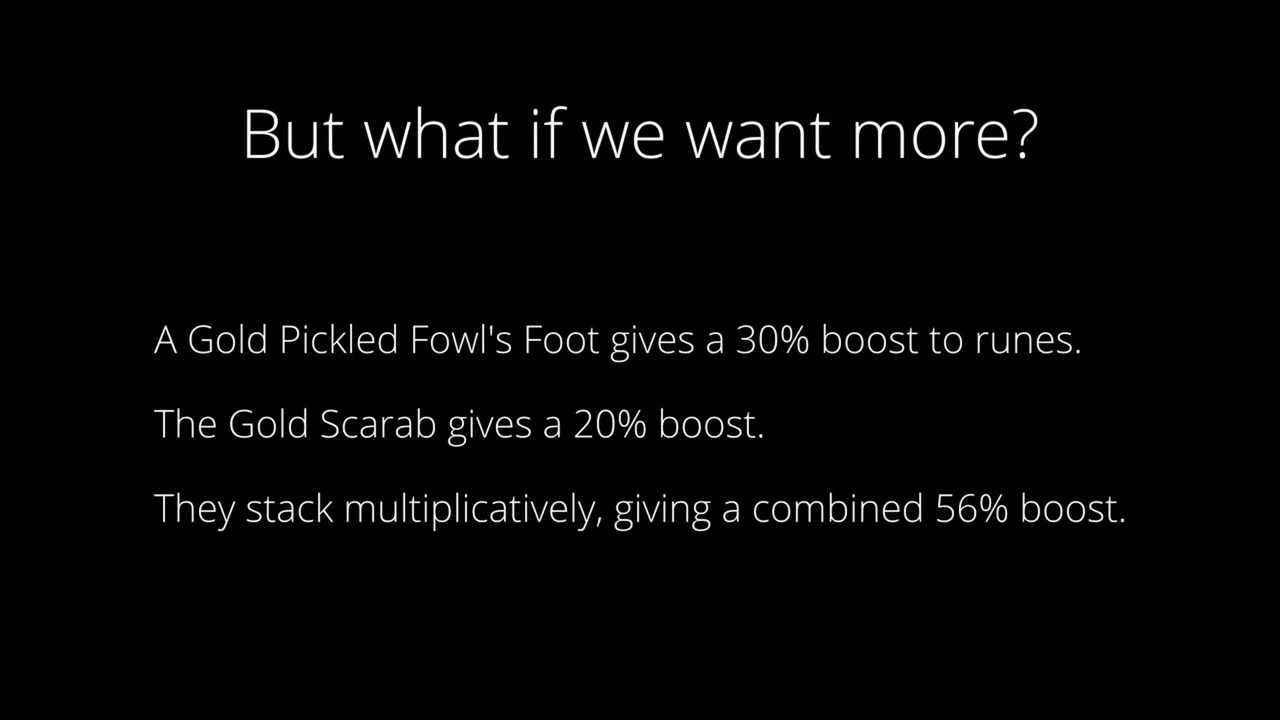 But what if we want more?
A Gold Pickled Fowl's Foot gives a 30% boost to runes.
The Gold Scarab gives a 20% boost.
They stack multiplicatively, giving a combined 56% boost.